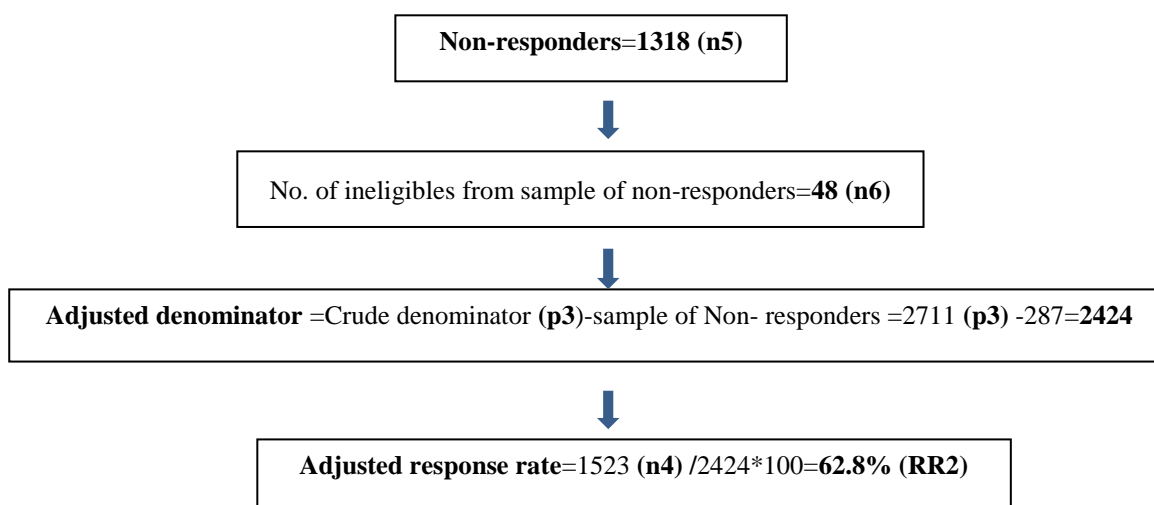 Non-responders=1318 (n5)
No. of ineligibles from sample of non-responders=48 (n6)
Adjusted denominator =Crude denominator (p3)-sample of Non- responders =2711 (p3) -287=2424
Adjusted response rate=1523 (n4) /2424*100=62.8% (RR2)